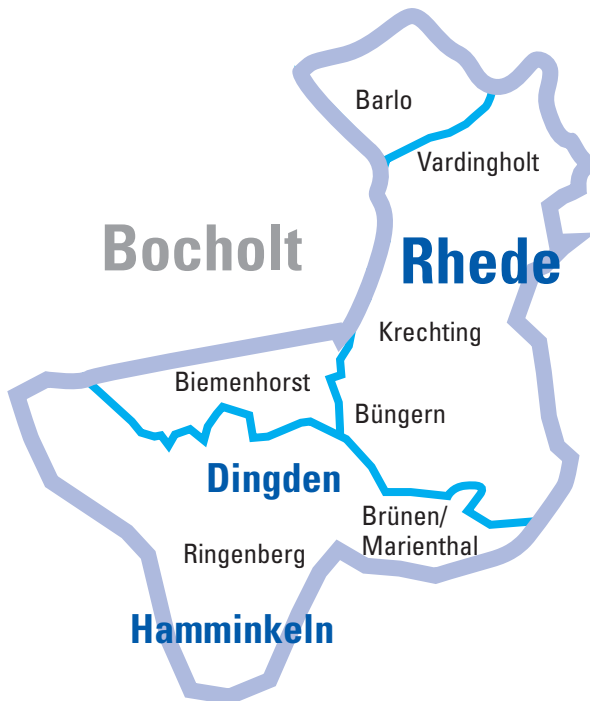 Barlo
Vardingholt
Bocholt
Rhede
Krechting
Biemenhorst
Büngern
Dingden
Brünen/
Marienthal
Ringenberg
Hamminkeln